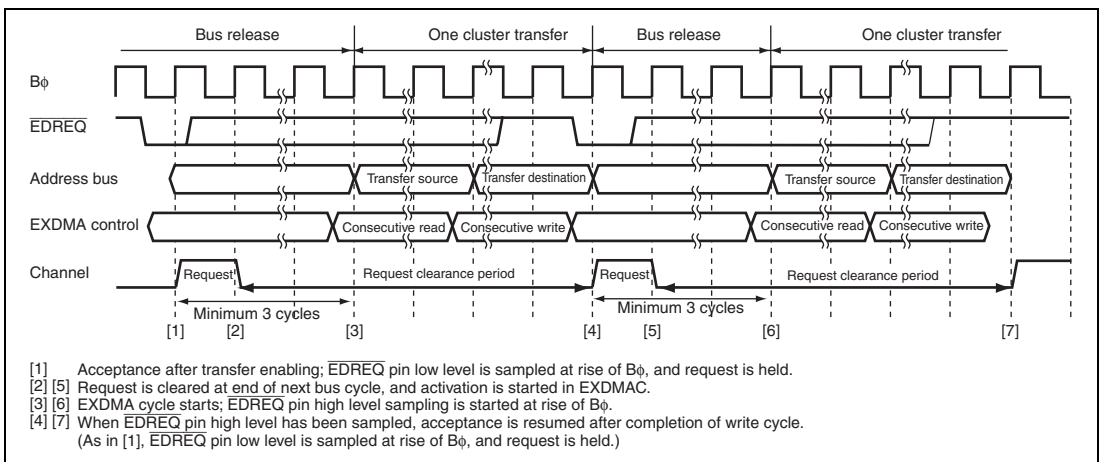 Bus release One cluster transfer Bus release One cluster transfer
Bϕ
EDREQ
Address bus Transfer source Transfer destination Transfer source Transfer destination
EXDMA control Consecutive read Consecutive write Consecutive read Consecutive write
Channel Request Request clearance period Request Request clearance period
Minimum 3 cycles Minimum 3 cycles
[1] [2] [3] [4] [5] [6] [7]
[1] Acceptance after transfer enabling; EDREQ pin low level is sampled at rise of Bϕ, and request is held.
[2] [5] Request is cleared at end of next bus cycle, and activation is started in EXDMAC.
[3] [6] EXDMA cycle starts; EDREQ pin high level sampling is started at rise of Bϕ.
[4] [7] When EDREQ pin high level has been sampled, acceptance is resumed after completion of write cycle.
(As in [1], EDREQ pin low level is sampled at rise of Bϕ, and request is held.)